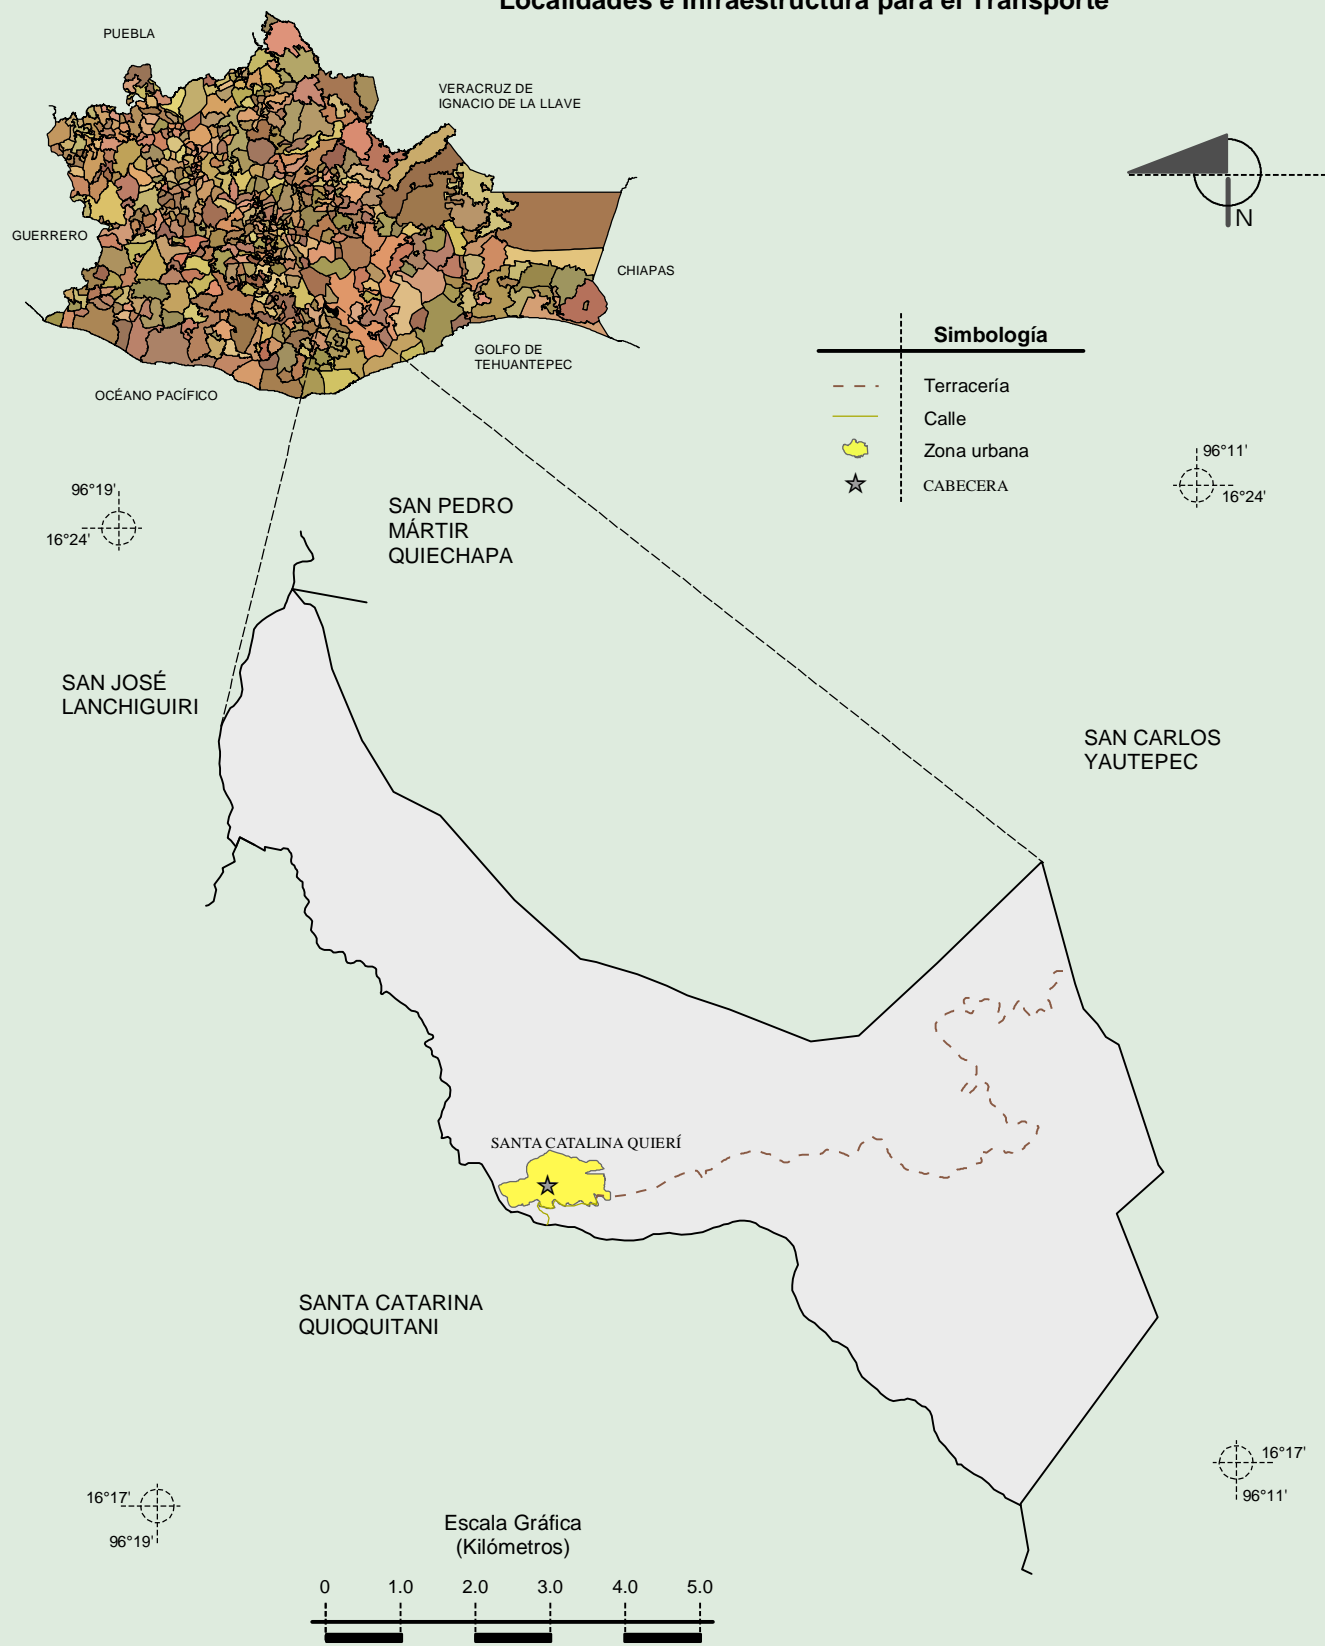 Localidades e Infraestructura para el Transporte
PUEBLA
VERACRUZ DE
IGNACIO DE LA LLAVE
GUERRERO
CHIAPAS
GOLFO DE
TEHUANTEPEC
OCÉANO PACÍFICO
N
Simbología
Terracería
Calle
Zona urbana
CABECERA
96°19'
16°24'
96°11'
16°24'
SAN PEDRO
MÁRTIR
QUIECHAPA
SAN JOSÉ
LANCHIGUIRI
SAN CARLOS
YAUTEPEC
SANTA CATALINA QUIERÍ
SANTA CATARINA
QUIOQUITANI
16°17'
96°19'
16°17'
96°11'
Escala Gráfica
(Kilómetros)
0 1.0 2.0 3.0 4.0 5.0